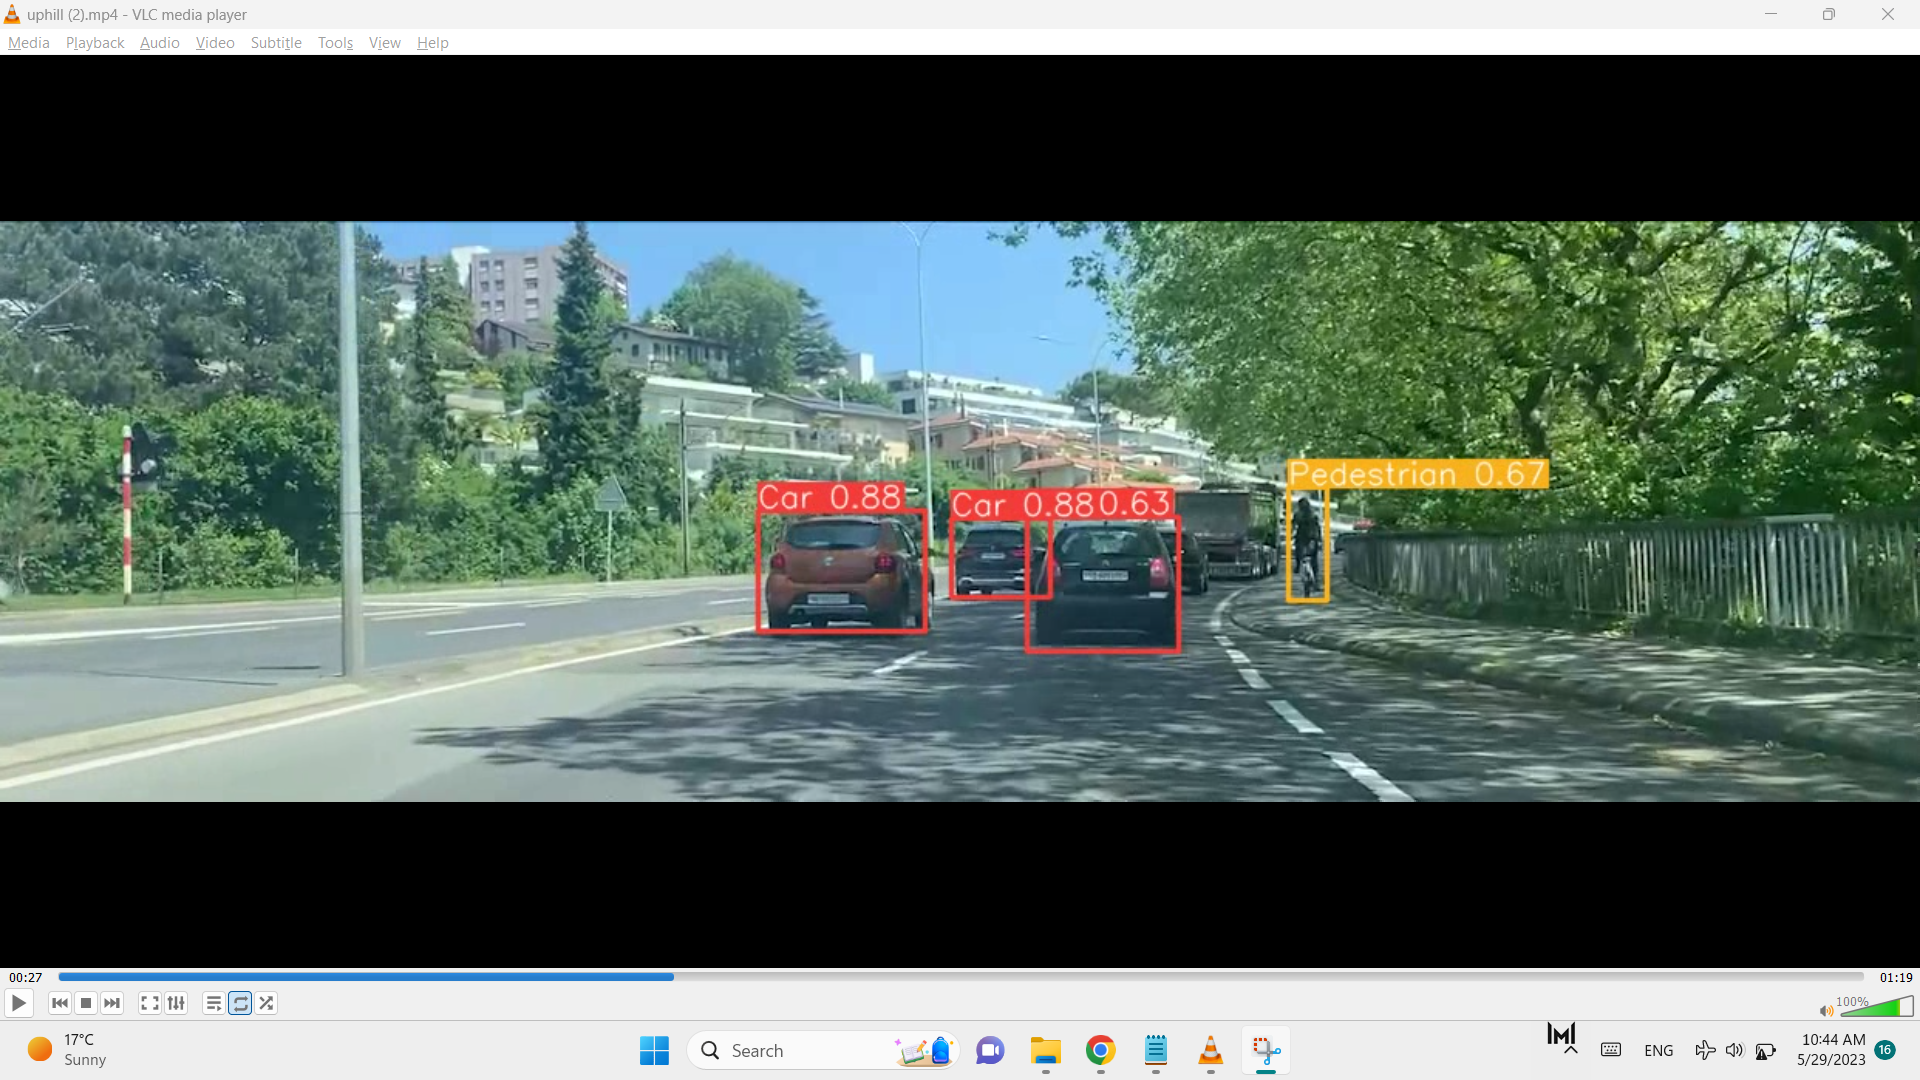 uphill (2).mp4 - VLC media player
Media Playback Audio Video Subtitle Tools View Help
Pedestrian 0.67
Car 0.88
Car 0.88 0.63
00:27
01:19
100%
17°C
Sunny
Search
ENG
10:44 AM
5/29/2023
16